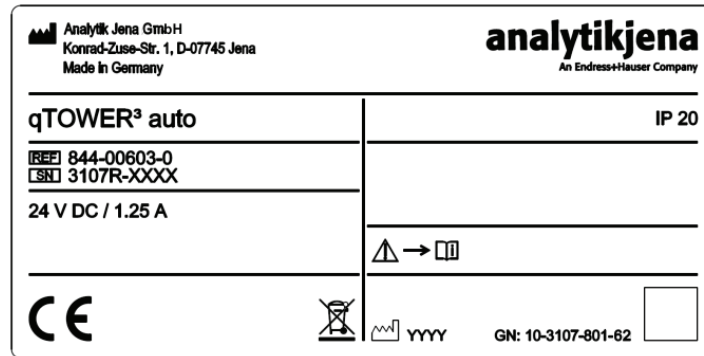 Analytik Jena GmbH
Konrad-Zuse-Str. 1, D-07745 Jena
Made in Germany
analytikjena
An Endress+Hauser Company
qTOWER³ auto
IP 20
REF 844-00603-0
SN 3107R-XXXX
24 V DC / 1.25 A
CE
YYYY
GN: 10-3107-801-62